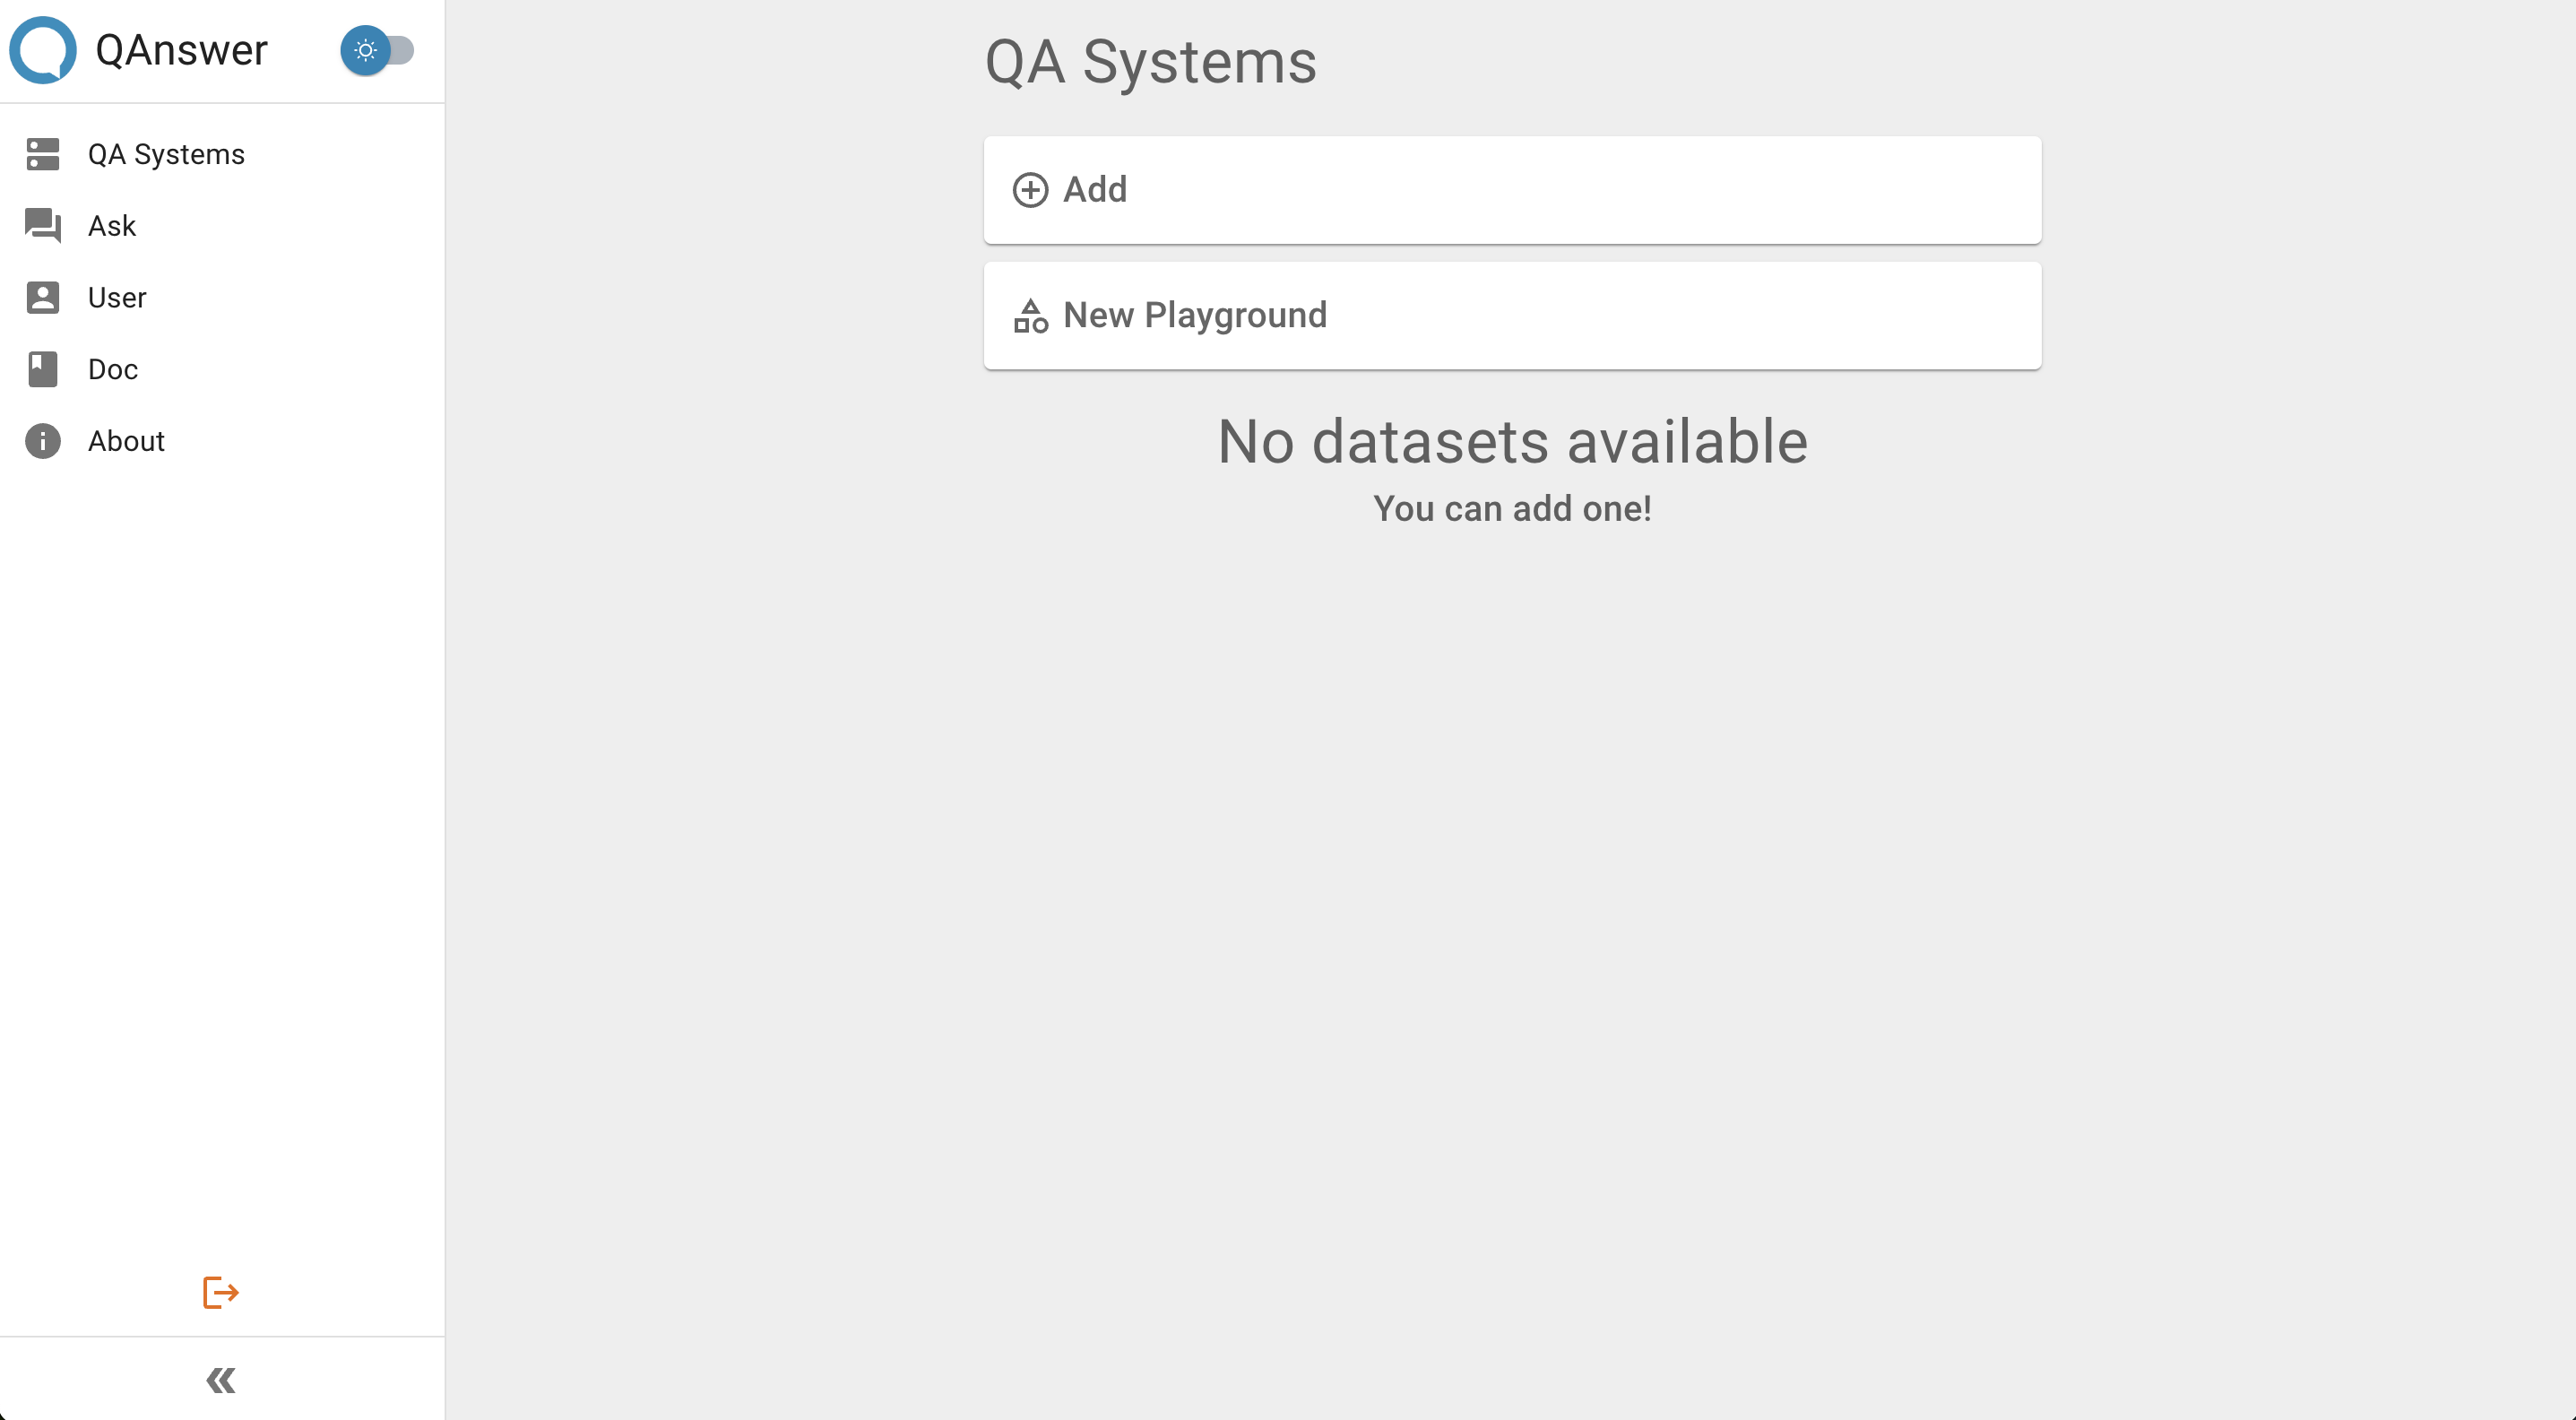 QAnswer
QA Systems
Ask
User
Doc
About
QA Systems
Add
New Playground
No datasets available
You can add one!